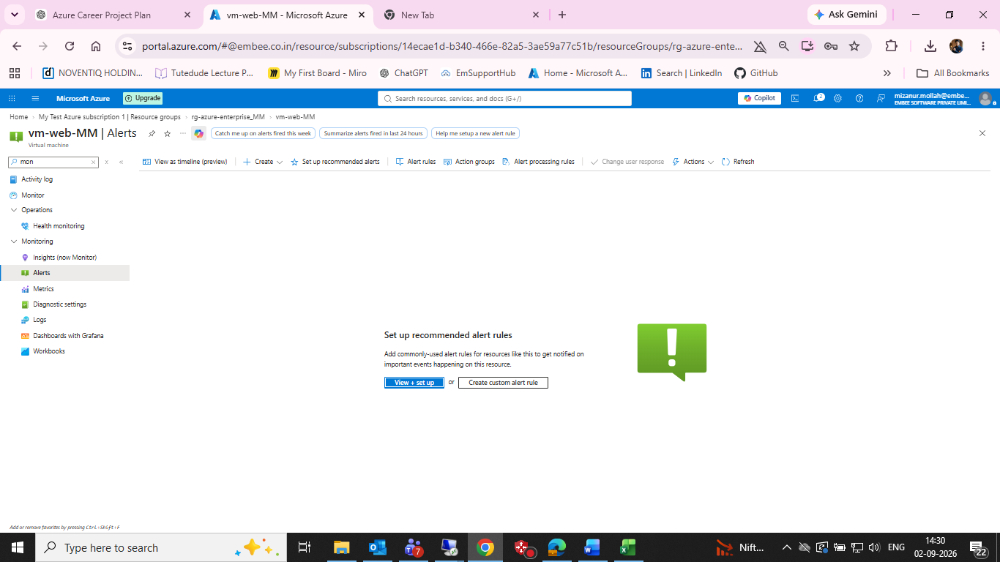 Azure Career Project Plan
vm-web-MM - Microsoft Azure
New Tab
Ask Gemini
portal.azure.com/#@embee.co.in/resource/subscriptions/14ecae1d-b340-466e-82a5-3ae59a77c51b/resourceGroups/rg-azure-ente...
NOVENTIQ HOLDIN... Tutedude Lecture P... My First Board - Miro ChatGPT EmSupportHub Home - Microsoft A... Search | LinkedIn GitHub » All Bookmarks
Microsoft Azure Upgrade Search resources, services, and docs (G+/) Copilot 2 mizanur.mollah@embe...
EMBEE SOFTWARE PRIVATE LIMI...
Home > My Test Azure subscription 1 | Resource groups > rg-azure-enterprise_MM > vm-web-MM
vm-web-MM | Alerts ... Catch me up on alerts fired this week Summarize alerts fired in last 24 hours Help me setup a new alert rule
Virtual machine
mon
View as timeline (preview) Create Set up recommended alerts Alert rules Action groups Alert processing rules Change user response Actions Refresh
Activity log
Monitor
Operations
Health monitoring
Monitoring
Insights (now Monitor)
Alerts
Metrics
Diagnostic settings
Logs
Dashboards with Grafana
Workbooks
Set up recommended alert rules
Add commonly-used alert rules for resources like this to get notified on
important events happening on this resource.
View + set up or Create custom alert rule
Add or remove favorites by pressing Ctrl+Shift+F
Type here to search
7
Nift...
ENG
14:30
02-09-2026
22